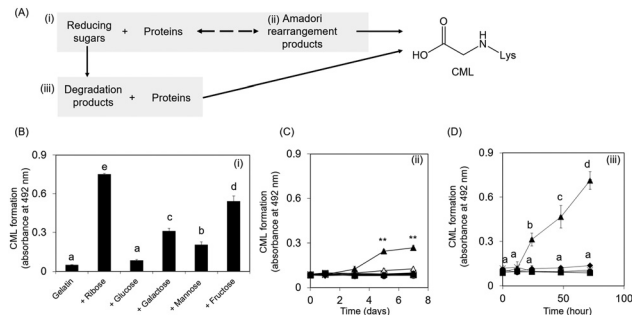 (A)
(i) Reducing sugars + Proteins
(ii) Amadori rearrangement products
(iii) Degradation products + Proteins
O
HO
H
N
Lys
CML
(B)
(i)
CML formation
(absorbance at 492 nm)
0.9
0.6
0.3
0
a
e
a
c
b
d
Gelatin
+ Ribose
+ Glucose
+ Galactose
+ Mannose
+ Fructose
(C)
(ii)
CML formation
(absorbance at 492 nm)
0.9
0.6
0.3
0
** **
0 2 4 6 8
Time (days)
(D)
(iii)
CML formation
(absorbance at 492 nm)
0.9
0.6
0.3
0
a a a a a
b
c
d
0 50 100
Time (hour)